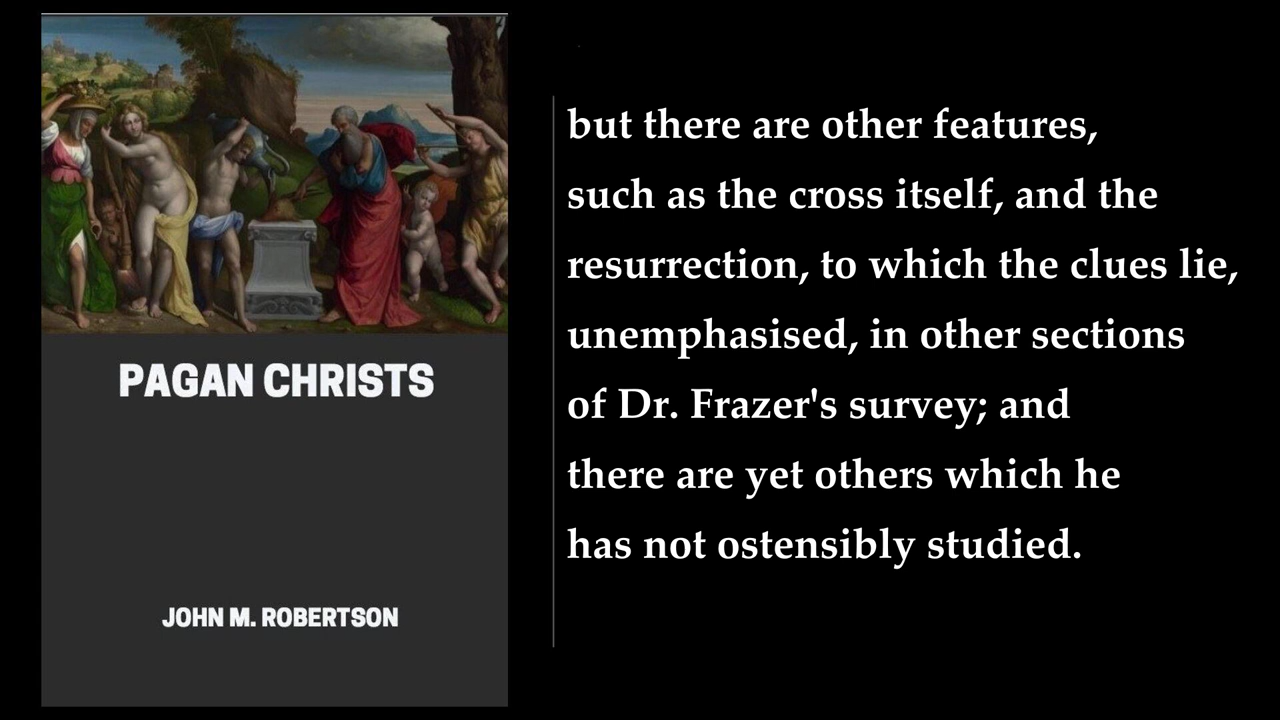 PAGAN CHRISTS
JOHN M. ROBERTSON
but there are other features,
such as the cross itself, and the
resurrection, to which the clues lie,
unemphasised, in other sections
of Dr. Frazer's survey; and
there are yet others which he
has not ostensibly studied.